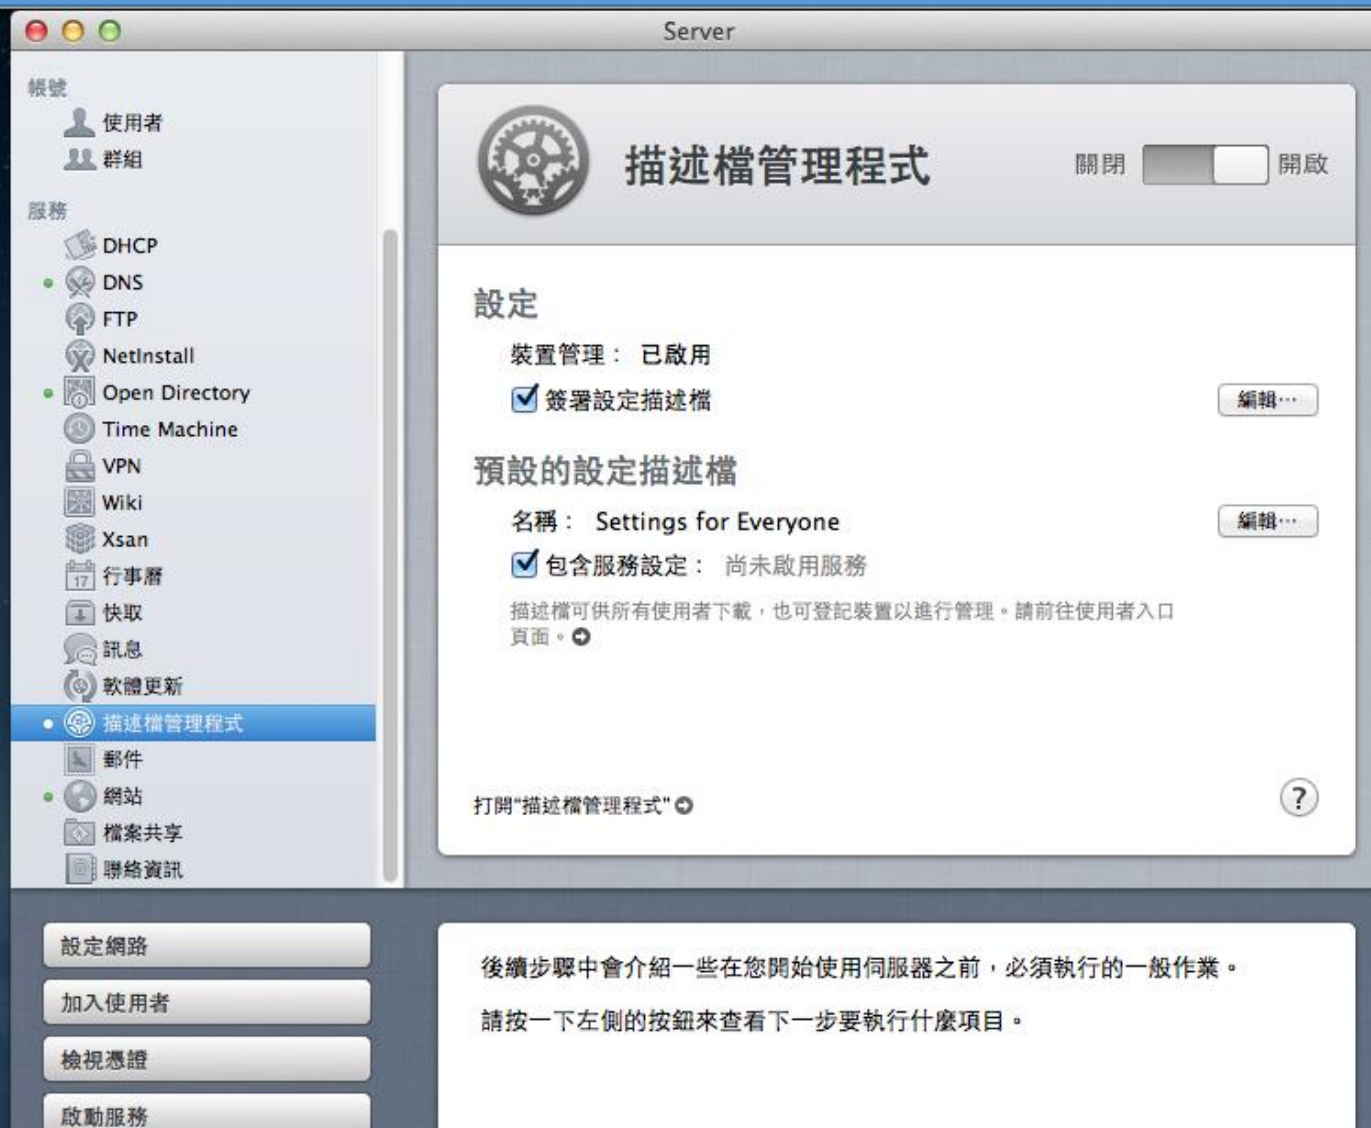 Server
帳號
使用者
群組
服務
DHCP
DNS
FTP
NetInstall
Open Directory
Time Machine
VPN
Wiki
Xsan
17
行事曆
快取
訊息
軟體更新
描述檔管理程式
郵件
網站
檔案共享
聯絡資訊
描述檔管理程式
關閉 開啟
設定
裝置管理： 已啟用
簽署設定描述檔 編輯⋯
預設的設定描述檔
名稱： Settings for Everyone 編輯⋯
包含服務設定： 尚未啟用服務
描述檔可供所有使用者下載，也可登記裝置以進行管理。請前往使用者入口
頁面。
打開"描述檔管理程式"
?
設定網路
加入使用者
檢視憑證
啟動服務
後續步驟中會介紹一些在您開始使用伺服器之前，必須執行的一般作業。
請按一下左側的按鈕來查看下一步要執行什麼項目。